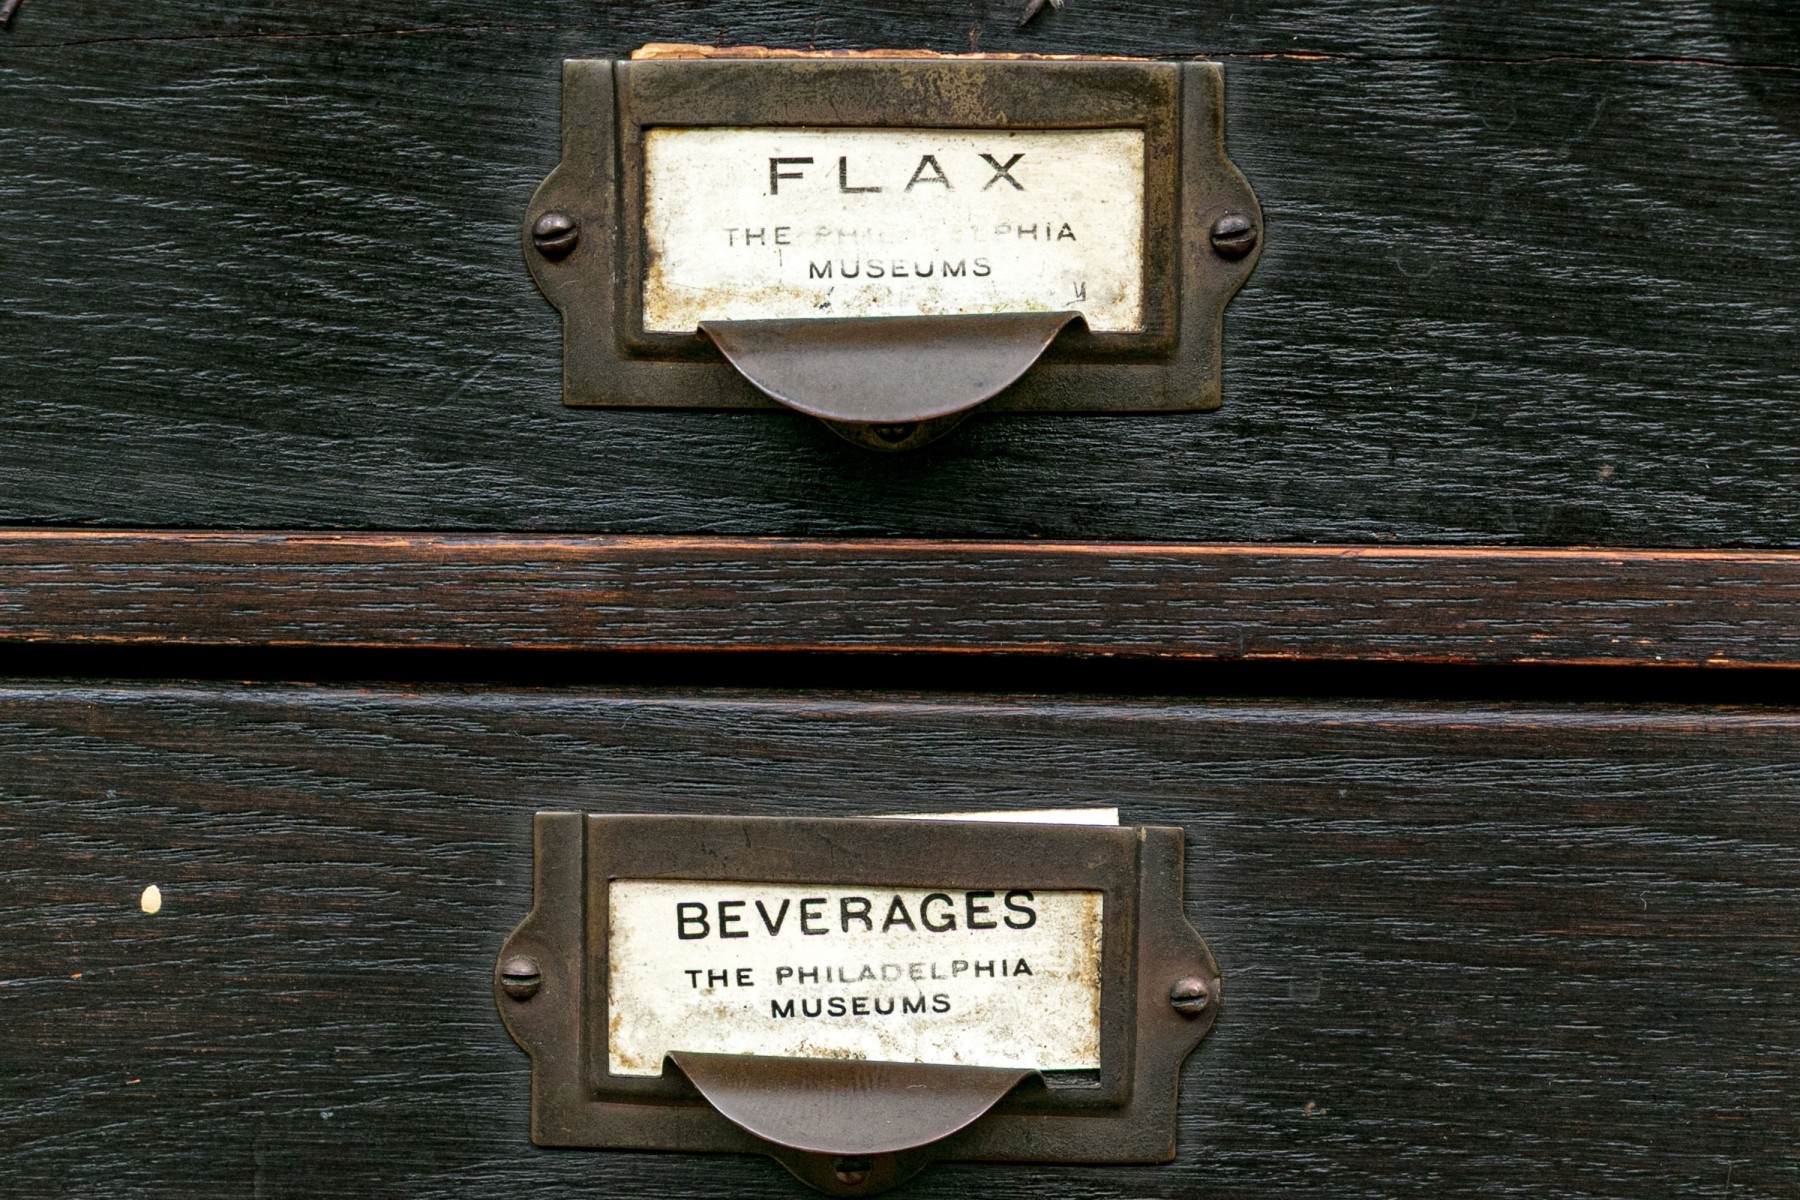 FLAX
THE PHILADELPHIA
MUSEUMS
BEVERAGES
THE PHILADELPHIA
MUSEUMS